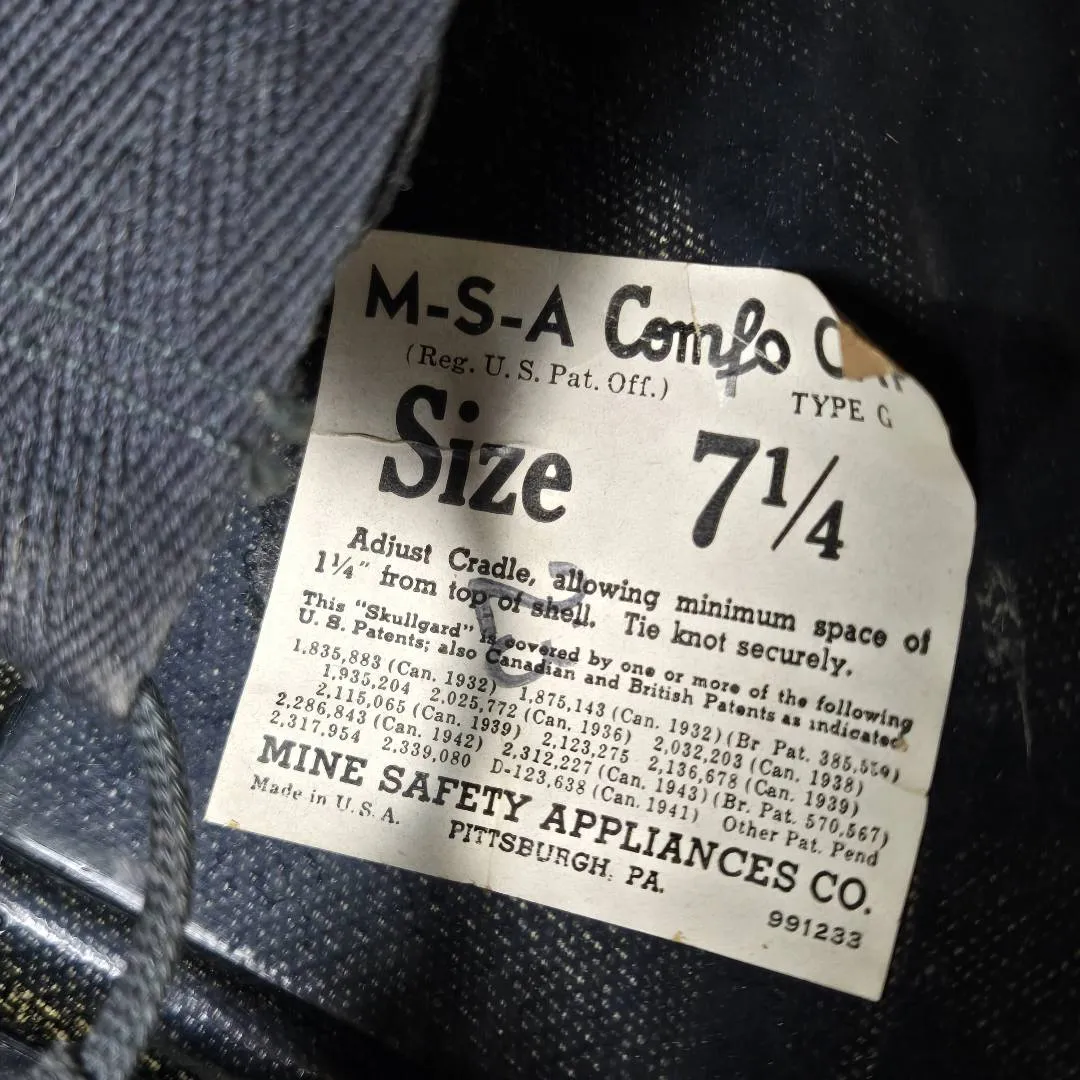 M-S-A Comfo CAP
(Reg. U. S. Pat. Off.)
TYPE G
Size 7¼
Adjust Cradle, allowing minimum space of
1¼" from top of shell. Tie knot securely.
This "Skullgard" is covered by one or more of the following
U. S. Patents; also Canadian and British Patents as indicated.
1,835,883 (Can. 1932) 1,875,143 (Can. 1932) (Br. Pat. 385,559)
1,935,204 2,025,772 (Can. 1936) 2,032,203 (Can. 1938)
2,115,065 (Can. 1939) 2,123,275 2,136,678 (Can. 1939)
2,286,843 (Can. 1942) 2,312,227 (Can. 1943) (Br. Pat. 570,567)
2,317,954 2,339,080 D-123,638 (Can. 1941) Other Pat. Pend
MINE SAFETY APPLIANCES CO.
Made in U. S. A. PITTSBURGH, PA.
991233